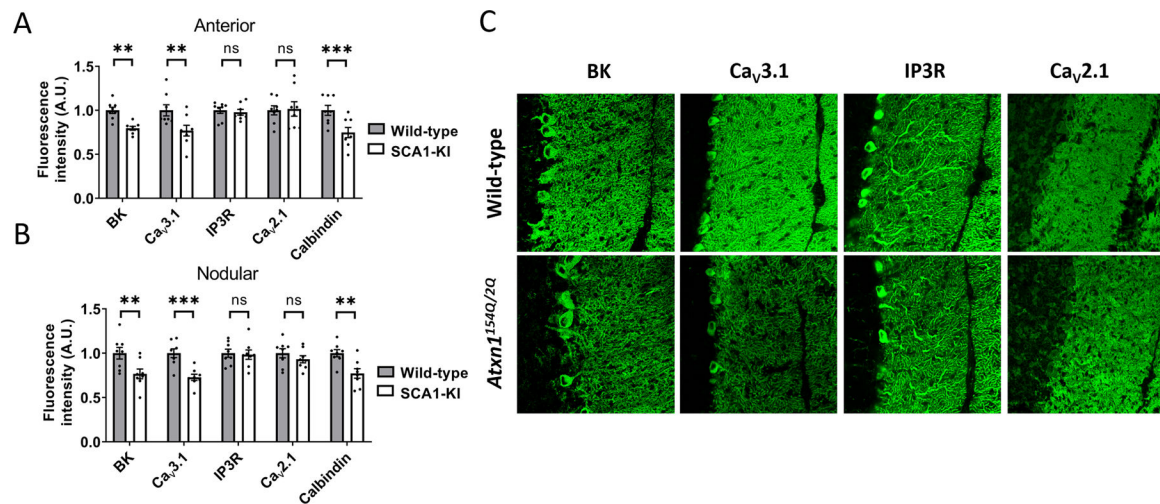 A
Anterior
** ** ns ns ***
Fluorescence
intensity (A.U.)
1.5
1.0
0.5
0.0
BK CaV3.1 IP3R CaV2.1 Calbindin
Wild-type
SCA1-KI
B
Nodular
** *** ns ns **
Fluorescence
intensity (A.U.)
1.5
1.0
0.5
0.0
BK CaV3.1 IP3R CaV2.1 Calbindin
Wild-type
SCA1-KI
C
BK CaV3.1 IP3R CaV2.1
Wild-type
Atxn1154Q/2Q